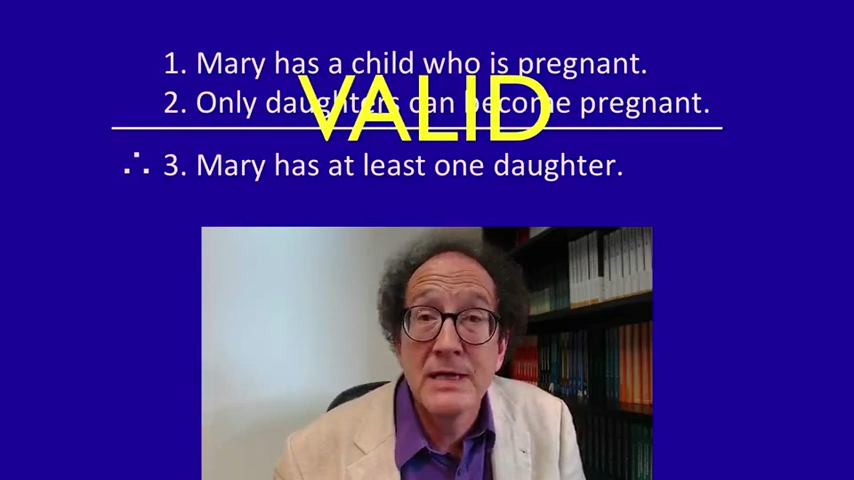 1. Mary has a child who is pregnant.
VALID
2. Only daughters can become pregnant.
∴ 3. Mary has at least one daughter.